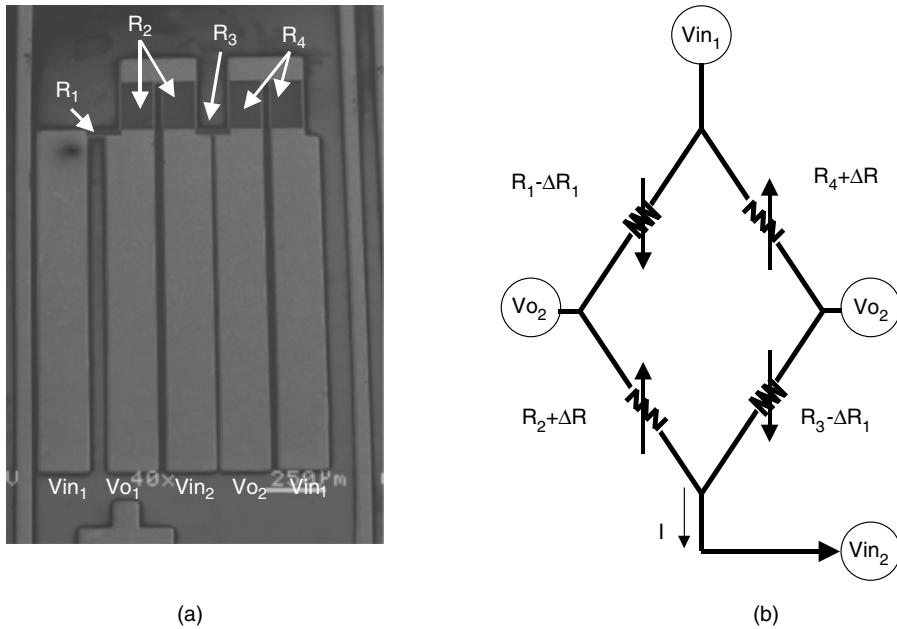 R₂
R₃
R₄
R₁
V
40x
250µm
Vin₁
Vo₁
Vin₂
Vo₂
Vin₁
(a)
Vin₁
R₁-ΔR₁
R₄+ΔR
Vo₂
Vo₂
R₂+ΔR
R₃-ΔR₁
I
Vin₂
(b)